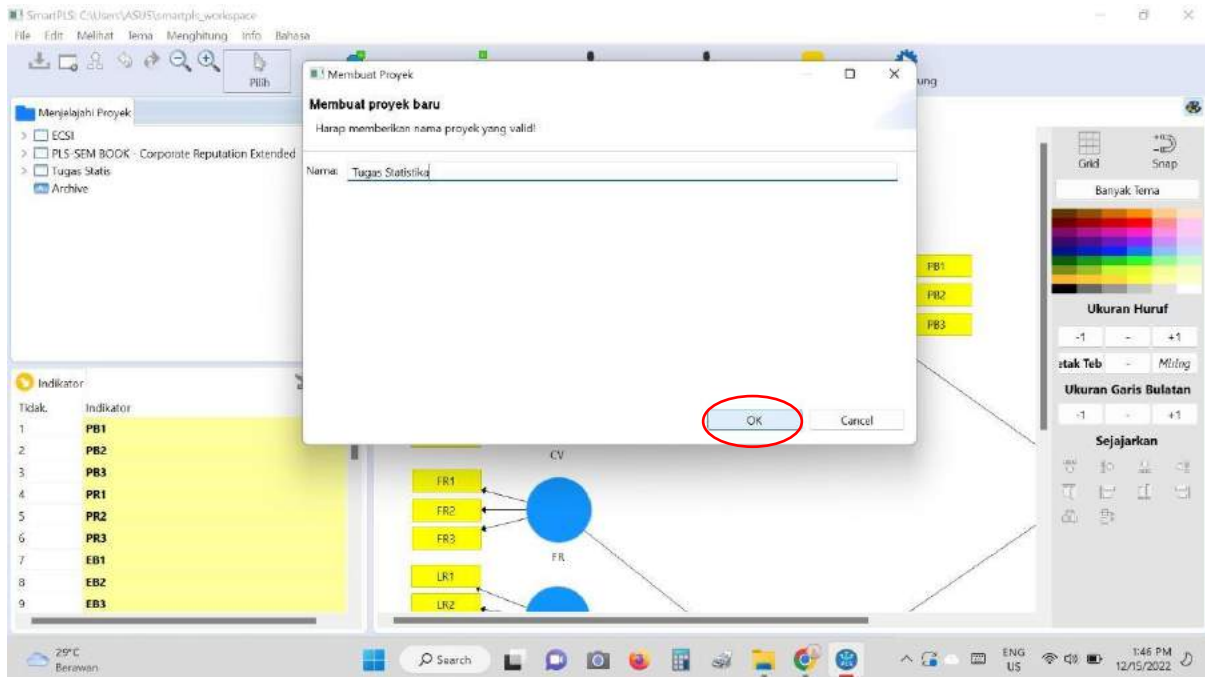 SmartPLS: C:\Users\ASUS\smartpls_workspace
File Edit Melihat Tema Menghitung Info Bahasa
Pilih
ung
Membuat Proyek
Membuat proyek baru
Harap memberikan nama proyek yang valid!
Nama: Tugas Statistika
OK Cancel
Menjelajahi Proyek
ECSI
PLS-SEM BOOK - Corporate Reputation Extended
Tugas Statis
Archive
Indikator
Tidak. Indikator
1 PB1
2 PB2
3 PB3
4 PR1
5 PR2
6 PR3
7 EB1
8 EB2
9 EB3
PB1
PB2
PB3
CV
FR1
FR2
FR3
FR
LR1
LR2
Grid Snap
Banyak Tema
Ukuran Huruf
-1 - +1
etak Teb - Miring
Ukuran Garis Bulatan
-1 - +1
Sejajarkan
29°C
Berawan
Search
ENG
US
1:46 PM
12/15/2022